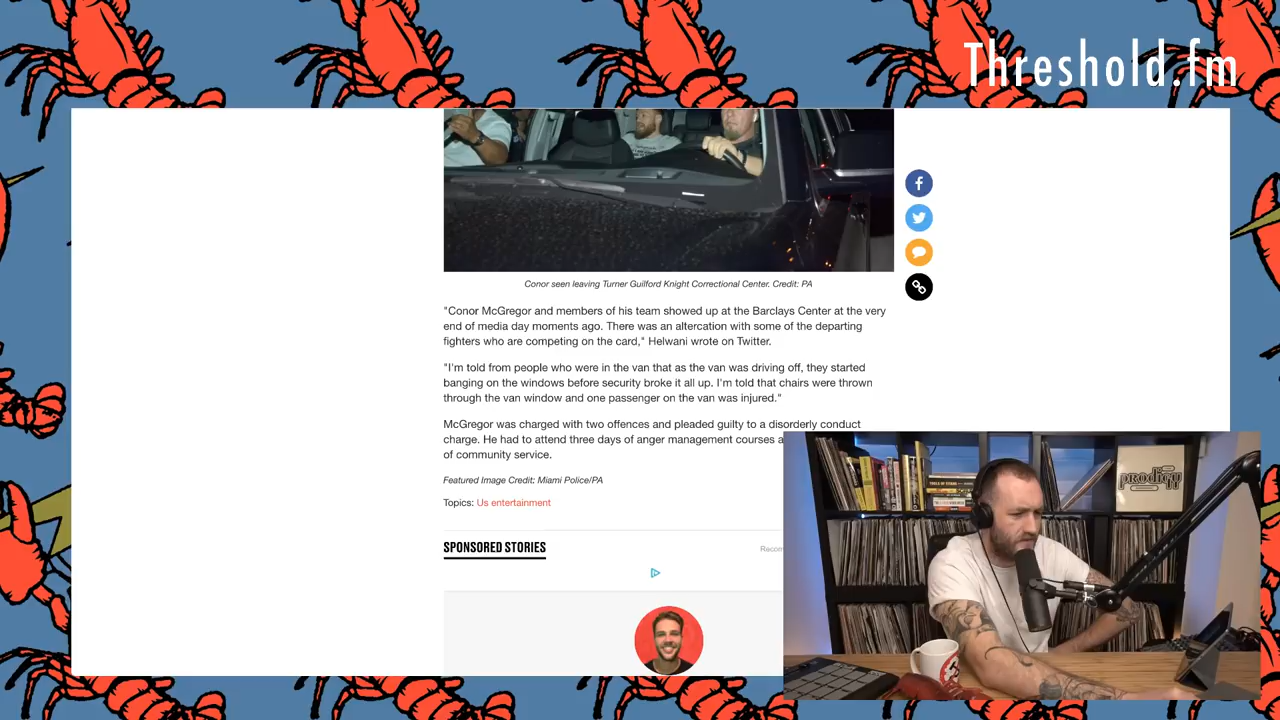 Threshold.fm
Conor seen leaving Turner Guilford Knight Correctional Center. Credit: PA
"Conor McGregor and members of his team showed up at the Barclays Center at the very
end of media day moments ago. There was an altercation with some of the departing
fighters who are competing on the card," Helwani wrote on Twitter.
"I'm told from people who were in the van that as the van was driving off, they started
banging on the windows before security broke it all up. I'm told that chairs were thrown
through the van window and one passenger on the van was injured."
McGregor was charged with two offences and pleaded guilty to a disorderly conduct
charge. He had to attend three days of anger management courses a
of community service.
Featured Image Credit: Miami Police/PA
Topics: Us entertainment
SPONSORED STORIES
Recom
prodigy